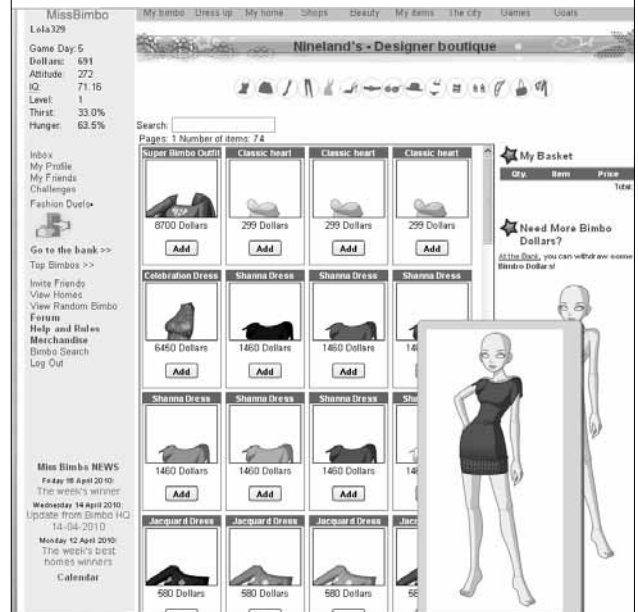 MissBimbo
My bimbo Dress up My home Shops Beauty My items The city Games Goals
Lola329
Game Day: 5
Dollars: 691
Attitude: 272
IQ: 71.16
Level: 1
Thirst: 33.0%
Hunger: 63.5%
Inbox
My Profile
My Friends
Challenges
Fashion Duels•
Go to the bank >>
Top Bimbos >>
Invite Friends
View Homes
View Random Bimbo
Forum
Help and Rules
Merchandise
Bimbo Search
Log Out
Miss Bimbo NEWS
Friday 16 April 2010:
The week's winner
Wednesday 14 April 2010:
Update from Bimbo HQ
14-04-2010
Monday 12 April 2010:
The week's best
homes winners
Calendar
Nineland's - Designer boutique
Search:
Pages: 1 Number of items: 74
Super Bimbo Outfit Classic heart Classic heart Classic heart
8700 Dollars 299 Dollars 299 Dollars 299 Dollars
Add Add Add Add
Celebration Dress Shanna Dress Shanna Dress Shanna Dress
6450 Dollars 1460 Dollars 1460 Dollars
Add Add Add
Shanna Dress Shanna Dress Shanna Dress
1460 Dollars 1460 Dollars 1460 Dollars
Add Add Add
Jacquard Dress Jacquard Dress Jacquard Dress
580 Dollars 580 Dollars 580 Dollars
My Basket
Qty. Item Price
Total:
Need More Bimbo
Dollars?
At the Bank, you can withdraw some
Bimbo Dollars!